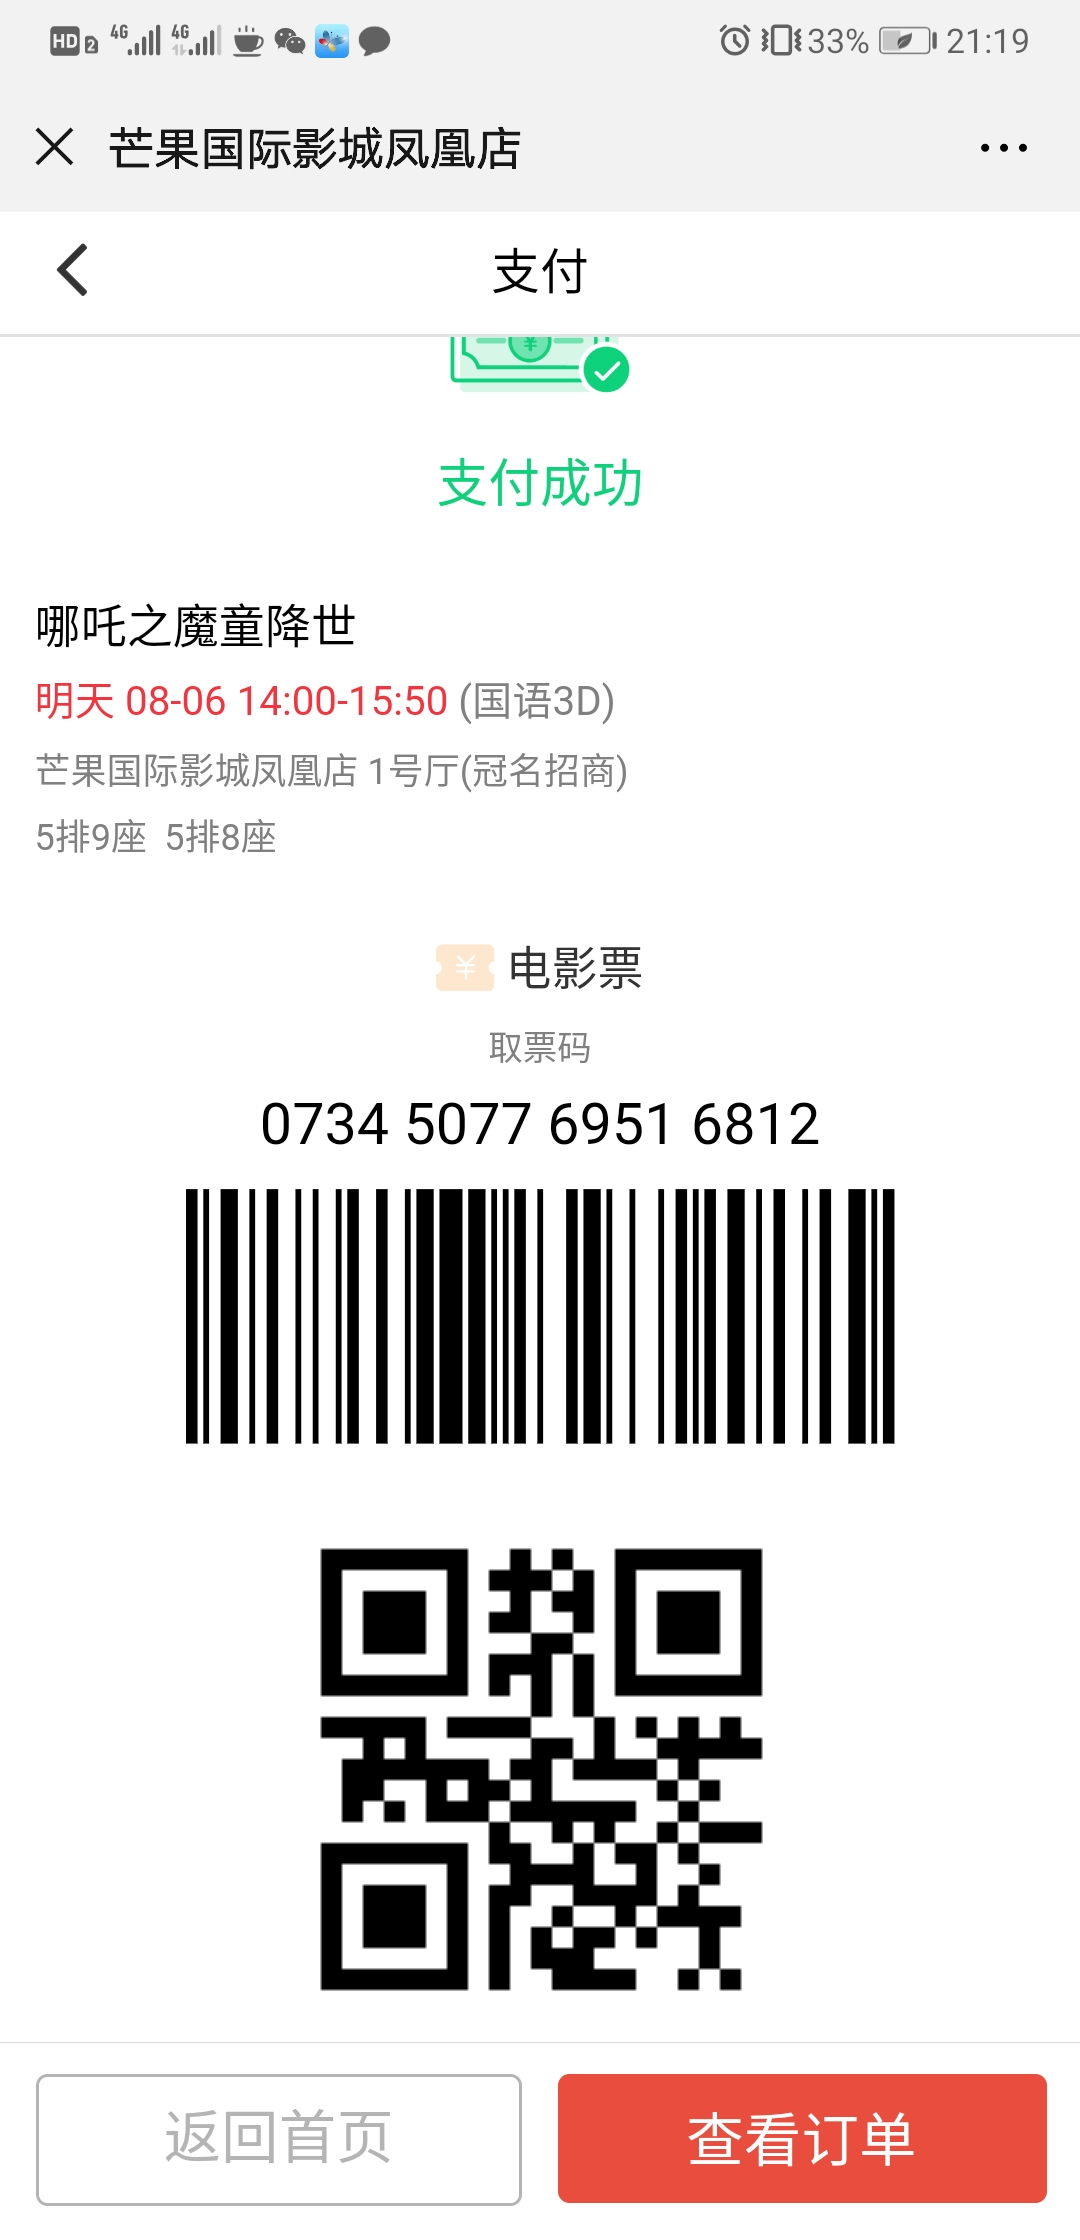 HD 2 4G 4G 33% 21:19
芒果国际影城凤凰店
支付
¥
支付成功
哪吒之魔童降世
明天 08-06 14:00-15:50 (国语3D)
芒果国际影城凤凰店 1号厅(冠名招商)
5排9座 5排8座
¥ 电影票
取票码
0734 5077 6951 6812
返回首页
查看订单